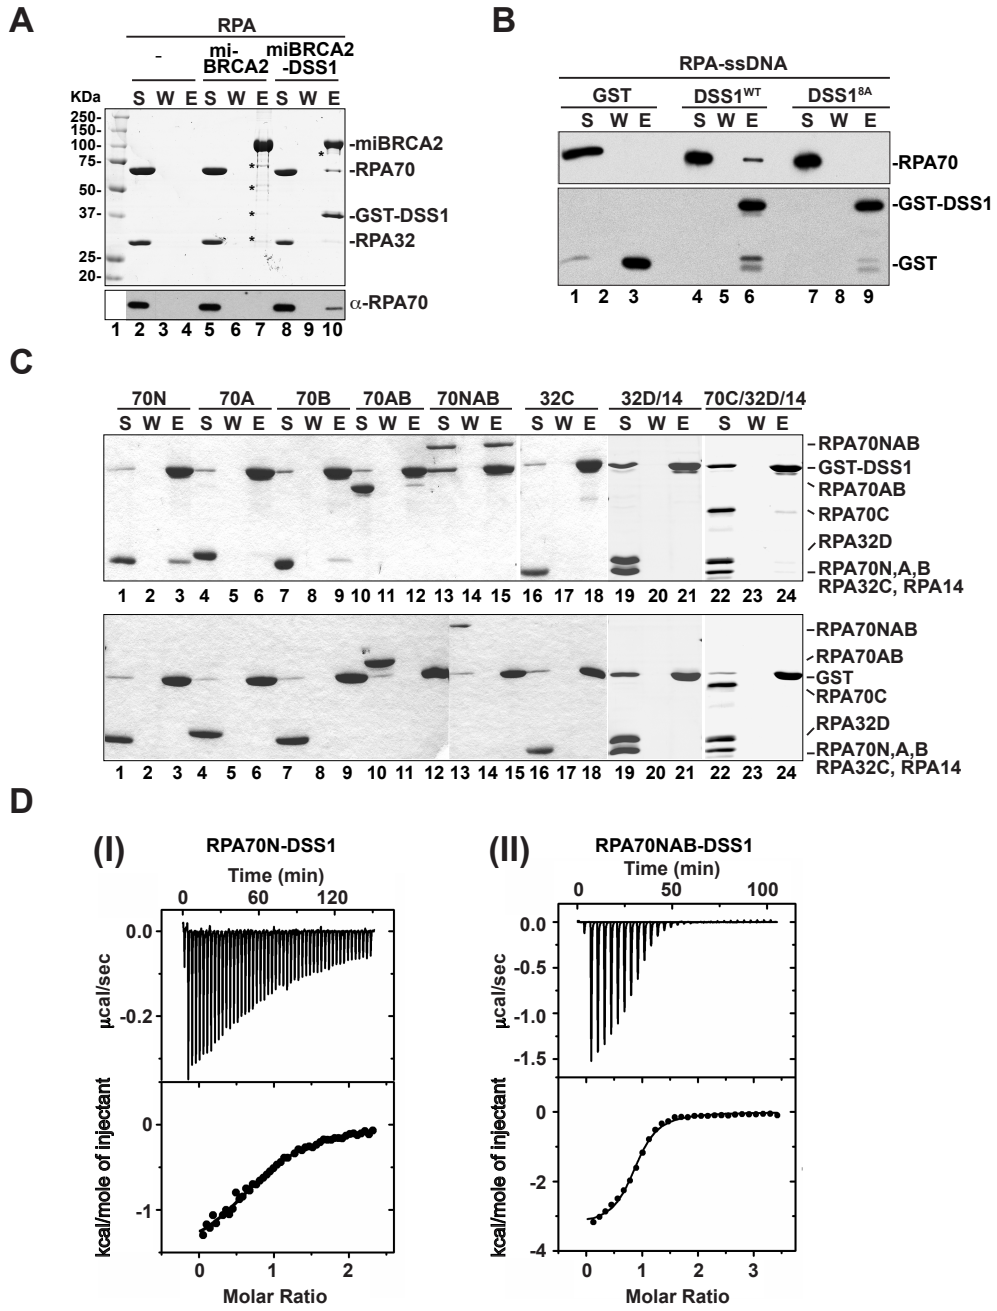 A
RPA
-
mi-BRCA2
miBRCA2-DSS1
KDa S W E S W E S W E
250-
150-
100-
75-
50-
37-
25-
20-
-miBRCA2
*
-RPA70
-GST-DSS1
-RPA32
* * * *
α-RPA70
1 2 3 4 5 6 7 8 9 10
B
RPA-ssDNA
GST DSS1WT DSS18A
S W E S W E S W E
-RPA70
-GST-DSS1
-GST
1 2 3 4 5 6 7 8 9
C
70N 70A 70B 70AB 70NAB 32C 32D/14 70C/32D/14
S W E S W E S W E S W E S W E S W E S W E S W E
RPA70NAB
GST-DSS1
RPA70AB
RPA70C
RPA32D
RPA70N,A,B
RPA32C, RPA14
1 2 3 4 5 6 7 8 9 10 11 12 13 14 15 16 17 18 19 20 21 22 23 24
RPA70NAB
RPA70AB
GST
RPA70C
RPA32D
RPA70N,A,B
RPA32C, RPA14
1 2 3 4 5 6 7 8 9 10 11 12 13 14 15 16 17 18 19 20 21 22 23 24
D
(I)
RPA70N-DSS1
Time (min)
0 60 120
0.0
-0.2
μcal/sec
0
-1
kcal/mole of injectant
0 1 2
Molar Ratio
(II)
RPA70NAB-DSS1
Time (min)
0 50 100
0.0
-0.5
-1.0
-1.5
μcal/sec
0
-2
-4
kcal/mole of injectant
0 1 2 3
Molar Ratio